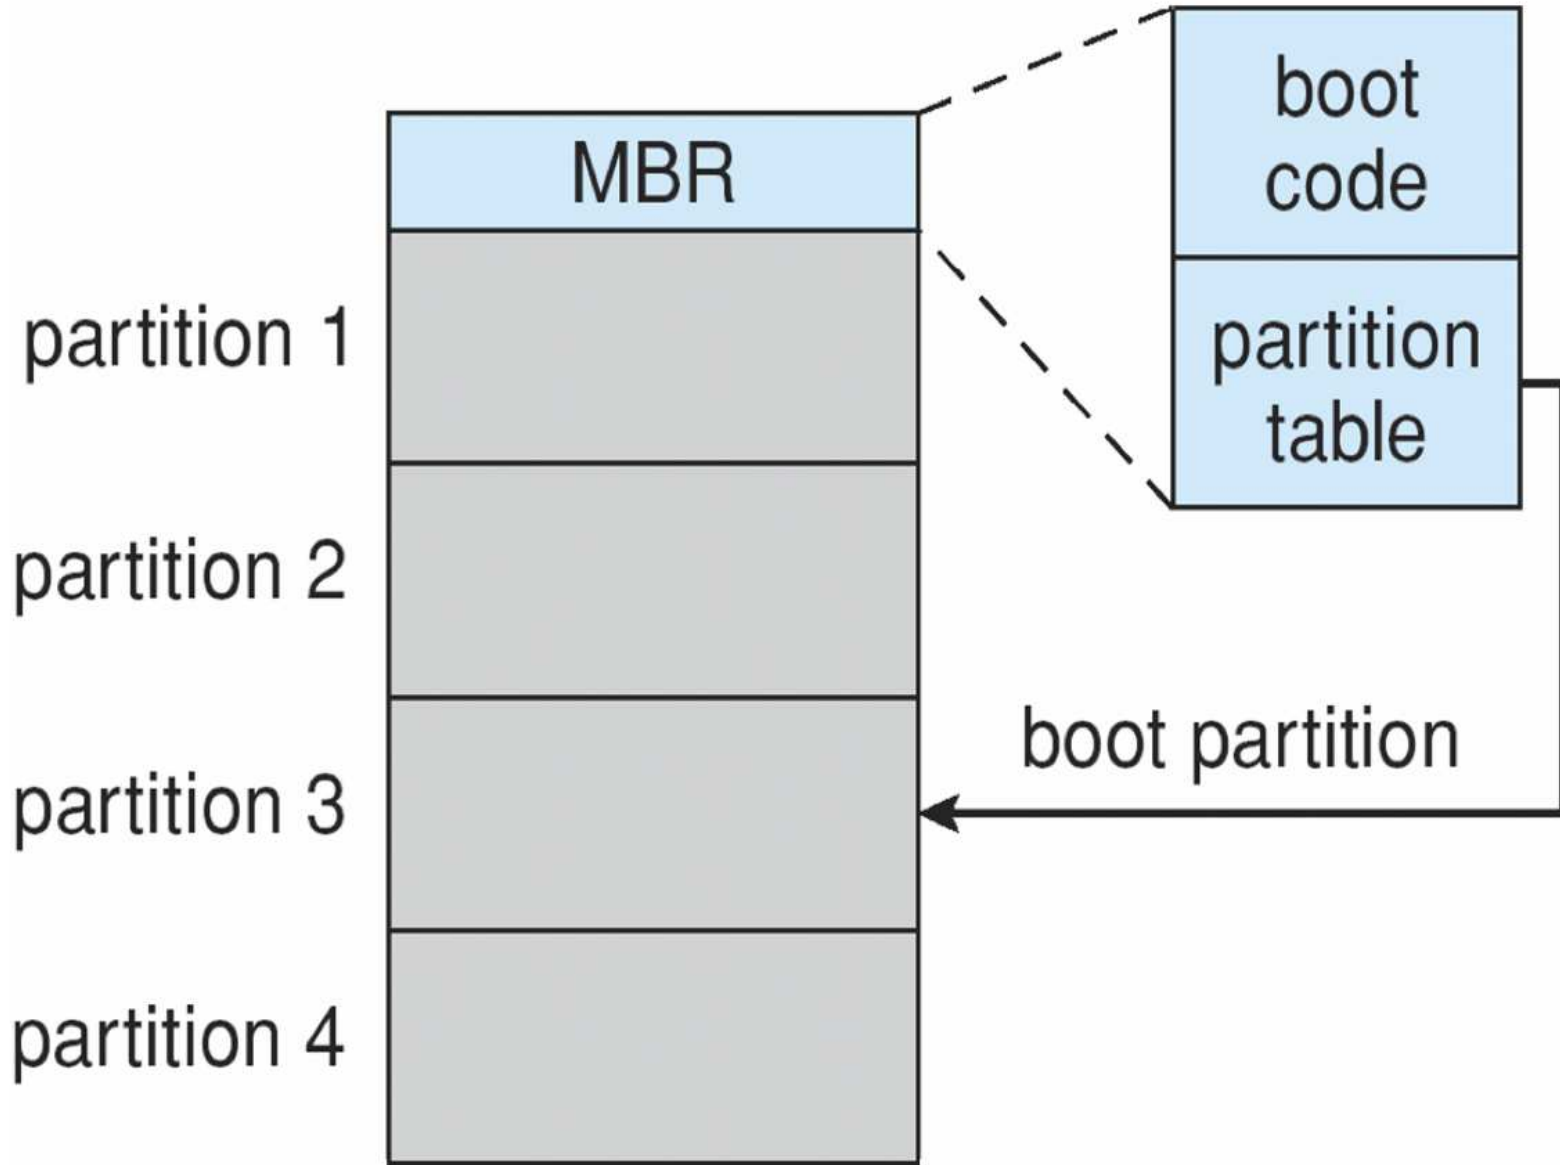 boot
code
MBR
partition 1
partition
table
partition 2
boot partition
partition 3
partition 4